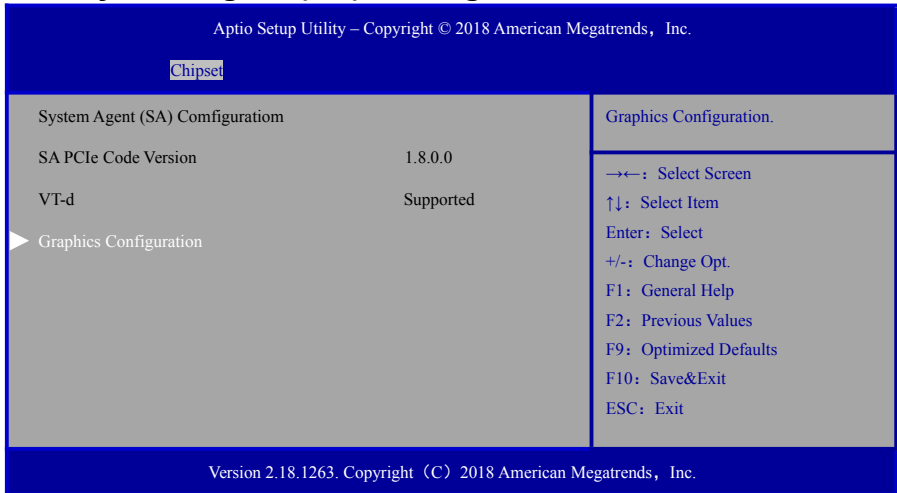 Aptio Setup Utility – Copyright © 2018 American Megatrends, Inc.
Chipset
System Agent (SA) Comfiguratiom
SA PCIe Code Version 1.8.0.0
VT-d Supported
Graphics Configuration
Graphics Configuration.
→←: Select Screen
↑↓: Select Item
Enter: Select
+/-: Change Opt.
F1: General Help
F2: Previous Values
F9: Optimized Defaults
F10: Save&Exit
ESC: Exit
Version 2.18.1263. Copyright (C) 2018 American Megatrends, Inc.